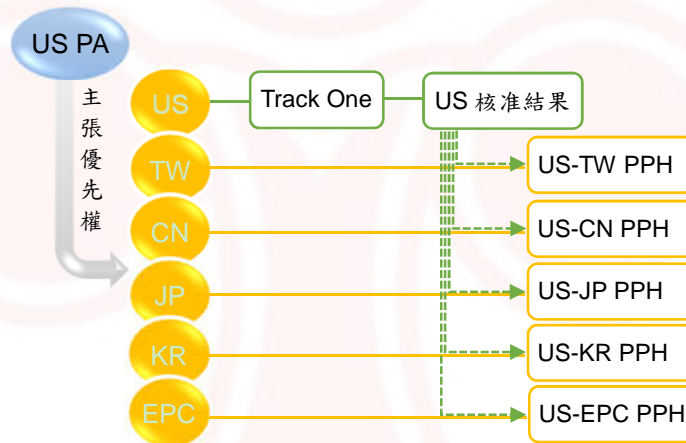 US PA
主張優先權
US
Track One
US 核准結果
TW
US-TW PPH
CN
US-CN PPH
JP
US-JP PPH
KR
US-KR PPH
EPC
US-EPC PPH